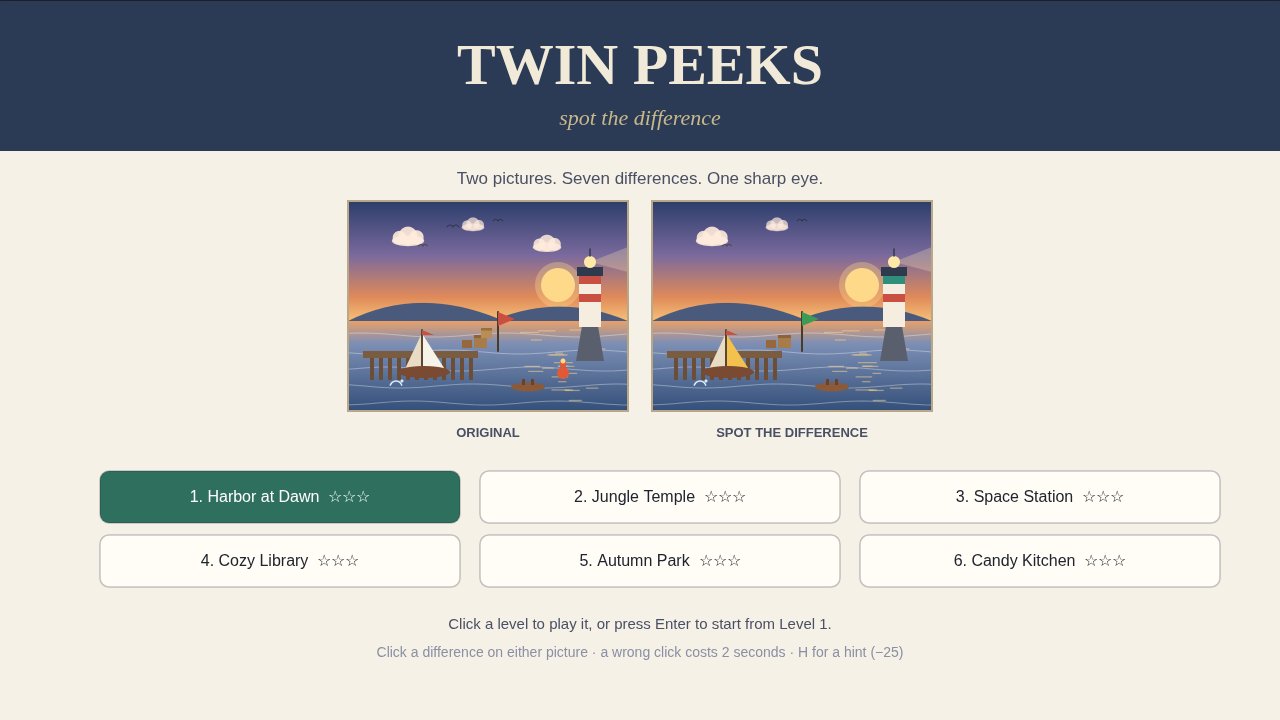 TWIN PEEKS
spot the difference
Two pictures. Seven differences. One sharp eye.
ORIGINAL
SPOT THE DIFFERENCE
1. Harbor at Dawn ☆☆☆
2. Jungle Temple ☆☆☆
3. Space Station ☆☆☆
4. Cozy Library ☆☆☆
5. Autumn Park ☆☆☆
6. Candy Kitchen ☆☆☆
Click a level to play it, or press Enter to start from Level 1.
Click a difference on either picture · a wrong click costs 2 seconds · H for a hint (−25)